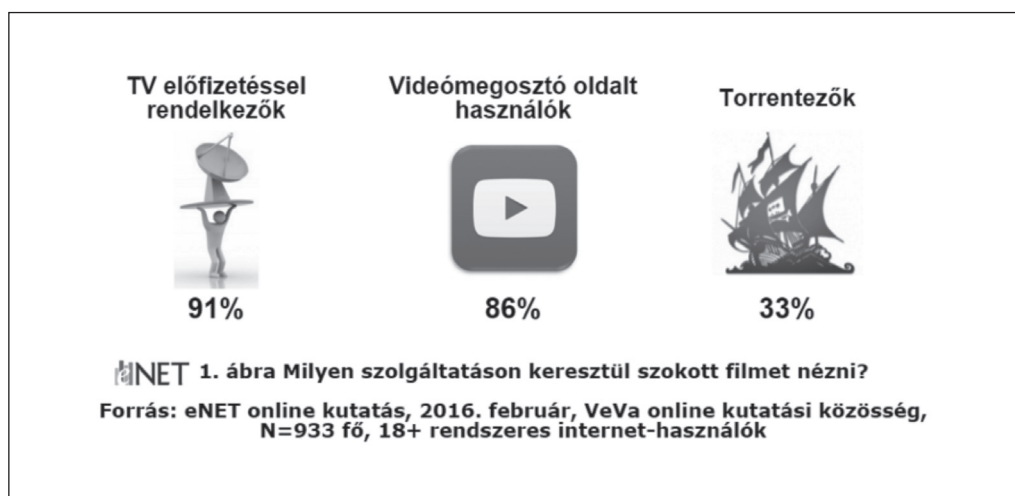 TV előfizetéssel
rendelkezők
Videómegosztó oldalt
használók
Torrentezők
91%
86%
33%
eNET 1. ábra Milyen szolgáltatáson keresztül szokott filmet nézni?
Forrás: eNET online kutatás, 2016. február, VeVa online kutatási közösség,
N=933 fő, 18+ rendszeres internet-használók